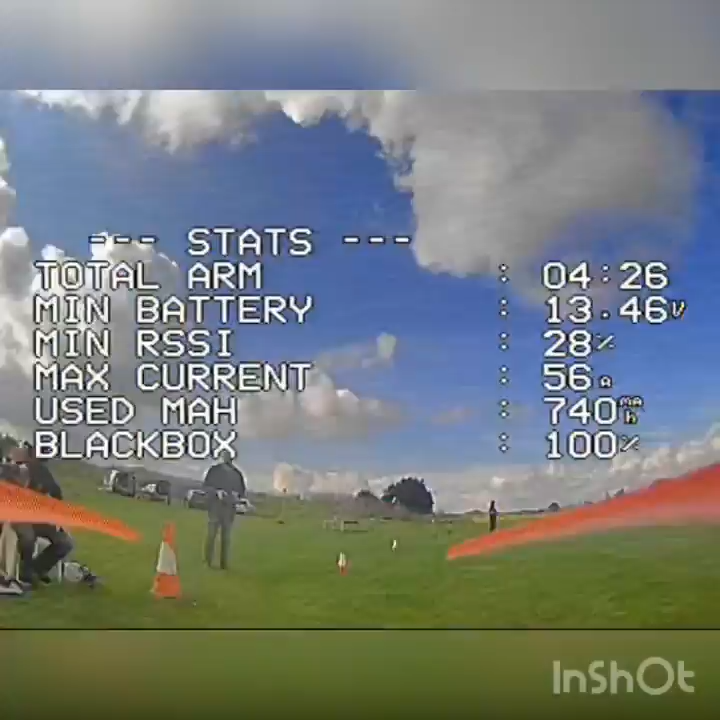 --- STATS ---
TOTAL ARM : 04:26
MIN BATTERY : 13.46V
MIN RSSI : 28%
MAX CURRENT : 56A
USED MAH : 740MAH
BLACKBOX : 100%
InShOt